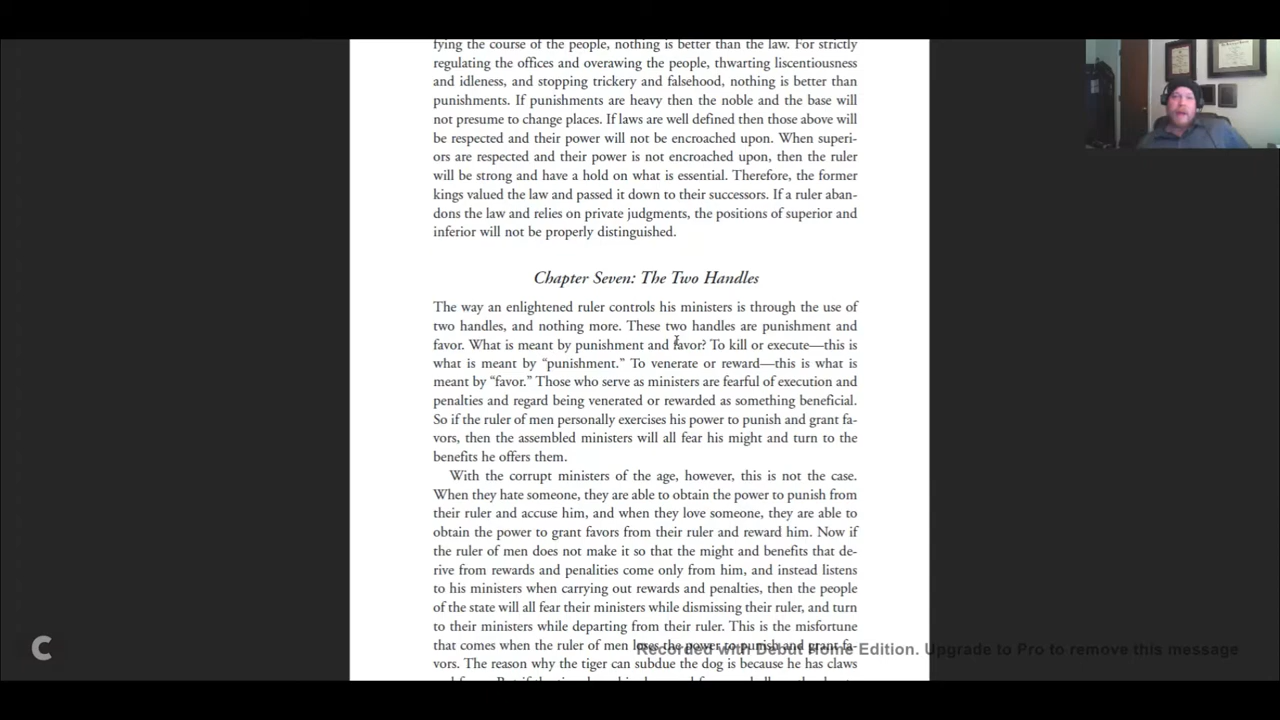 fying the course of the people, nothing is better than the law. For strictly
regulating the offices and overawing the people, thwarting liscentiousness
and idleness, and stopping trickery and falsehood, nothing is better than
punishments. If punishments are heavy then the noble and the base will
not presume to change places. If laws are well defined then those above will
be respected and their power will not be encroached upon. When superi-
ors are respected and their power is not encroached upon, then the ruler
will be strong and have a hold on what is essential. Therefore, the former
kings valued the law and passed it down to their successors. If a ruler aban-
dons the law and relies on private judgments, the positions of superior and
inferior will not be properly distinguished.
Chapter Seven: The Two Handles
The way an enlightened ruler controls his ministers is through the use of
two handles, and nothing more. These two handles are punishment and
favor. What is meant by punishment and favor? To kill or execute—this is
what is meant by “punishment.” To venerate or reward—this is what is
meant by “favor.” Those who serve as ministers are fearful of execution and
penalties and regard being venerated or rewarded as something beneficial.
So if the ruler of men personally exercises his power to punish and grant fa-
vors, then the assembled ministers will all fear his might and turn to the
benefits he offers them.
With the corrupt ministers of the age, however, this is not the case.
When they hate someone, they are able to obtain the power to punish from
their ruler and accuse him, and when they love someone, they are able to
obtain the power to grant favors from their ruler and reward him. Now if
the ruler of men does not make it so that the might and benefits that de-
rive from rewards and penalities come only from him, and instead listens
to his ministers when carrying out rewards and penalties, then the people
of the state will all fear their ministers while dismissing their ruler, and turn
to their ministers while departing from their ruler. This is the misfortune
that comes when the ruler of men loses the power to punish and grant fa-
vors. The reason why the tiger can subdue the dog is because he has claws
C
Recorded with Debut Home Edition. Upgrade to Pro to remove this message